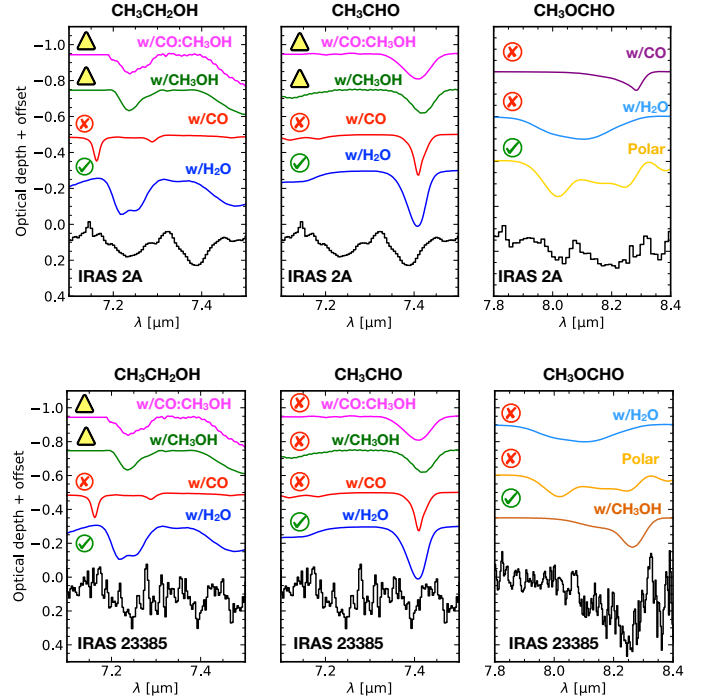 CH₃CH₂OH
CH₃CHO
CH₃OCHO
Optical depth + offset
−1.0
−0.8
−0.6
−0.4
−0.2
0.0
0.2
0.4
w/CO:CH₃OH
w/CH₃OH
w/CO
w/H₂O
IRAS 2A
7.2
7.4
λ [μm]
w/CO:CH₃OH
w/CH₃OH
w/CO
w/H₂O
IRAS 2A
7.2
7.4
λ [μm]
w/CO
w/H₂O
Polar
IRAS 2A
7.8
8.0
8.2
8.4
λ [μm]
CH₃CH₂OH
CH₃CHO
CH₃OCHO
Optical depth + offset
−1.0
−0.8
−0.6
−0.4
−0.2
0.0
0.2
0.4
w/CO:CH₃OH
w/CH₃OH
w/CO
w/H₂O
IRAS 23385
7.2
7.4
λ [μm]
w/CO:CH₃OH
w/CH₃OH
w/CO
w/H₂O
IRAS 23385
7.2
7.4
λ [μm]
w/H₂O
Polar
w/CH₃OH
IRAS 23385
7.8
8.0
8.2
8.4
λ [μm]